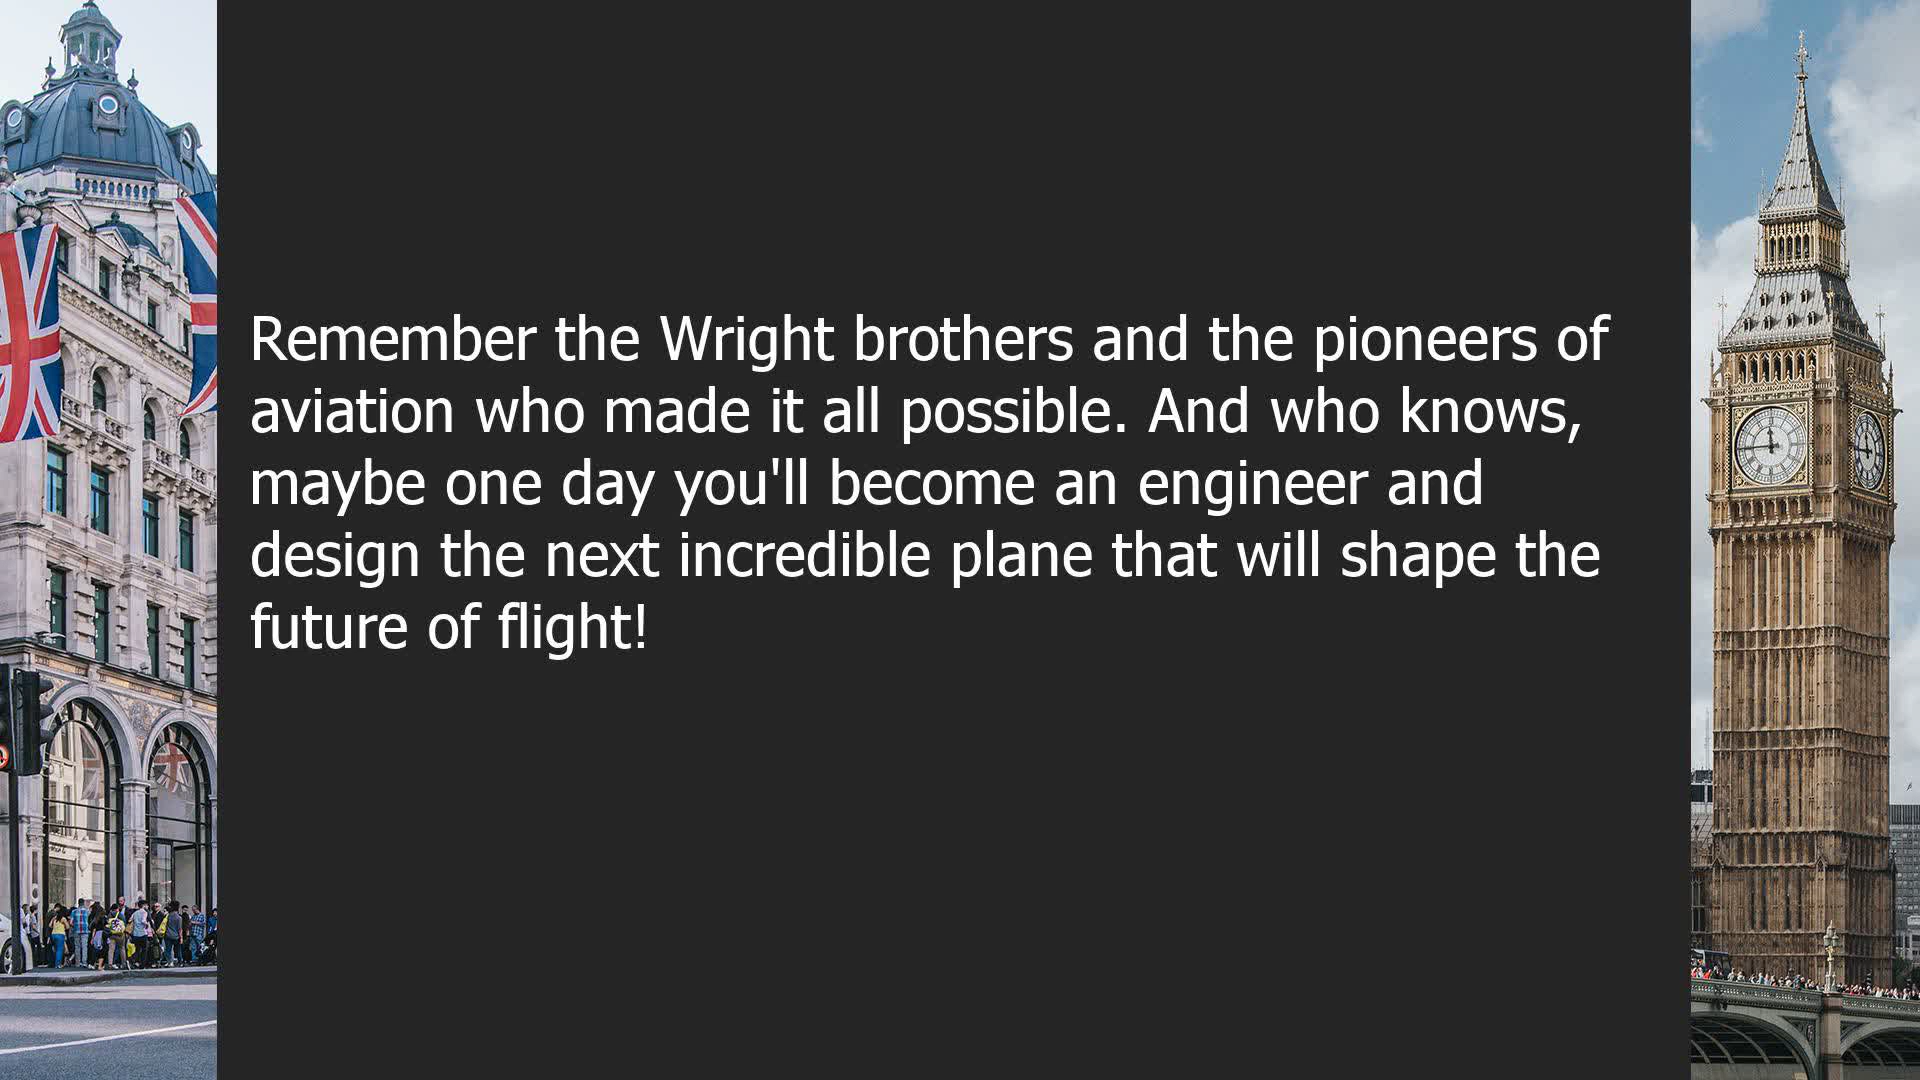 Remember the Wright brothers and the pioneers of
aviation who made it all possible. And who knows,
maybe one day you'll become an engineer and
design the next incredible plane that will shape the
future of flight!